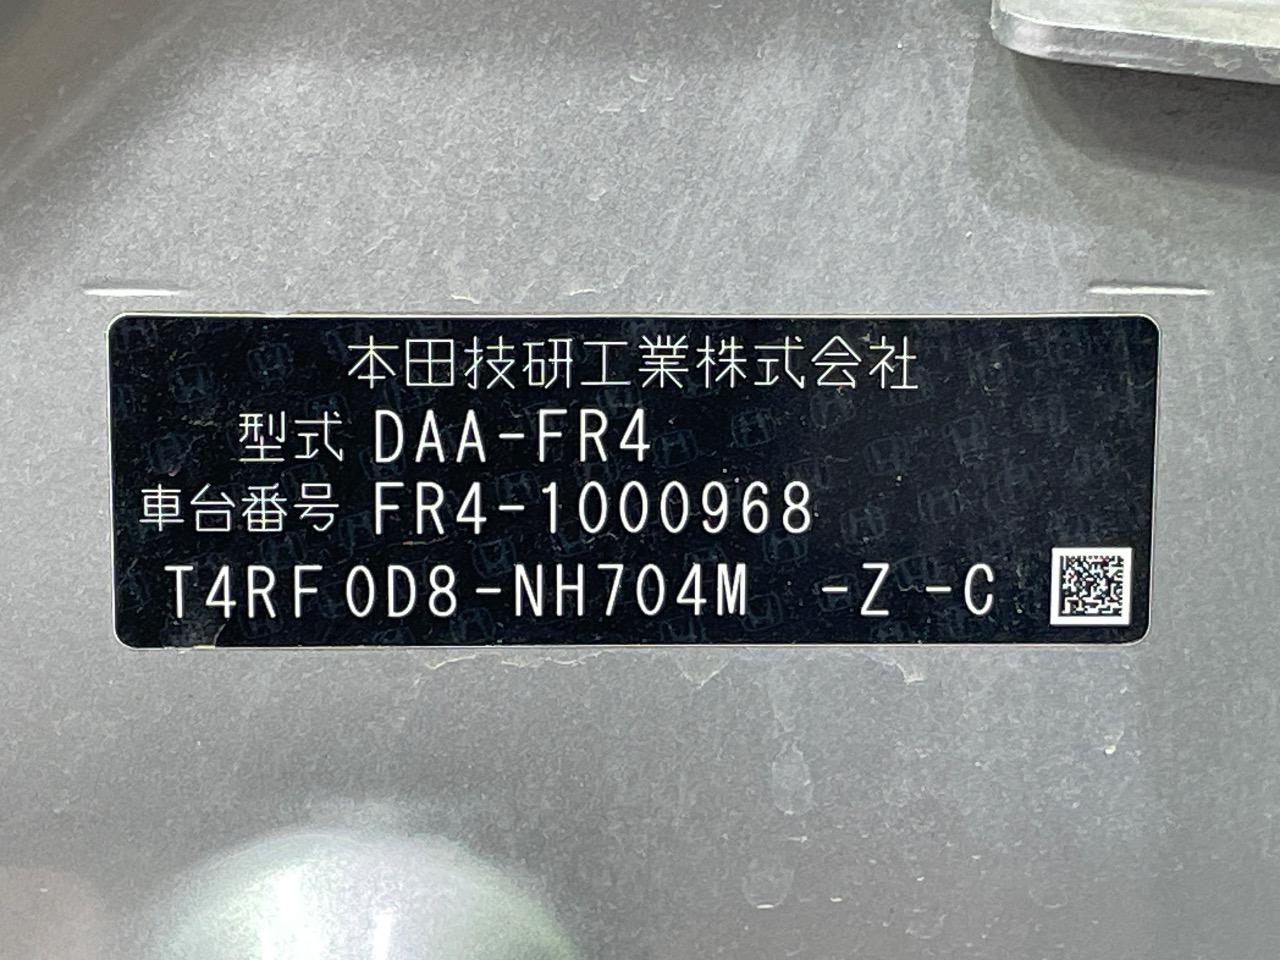 本田技研工業株式会社
型式 DAA-FR4
車台番号 FR4-1000968
T4RF0D8-NH704M -Z -C